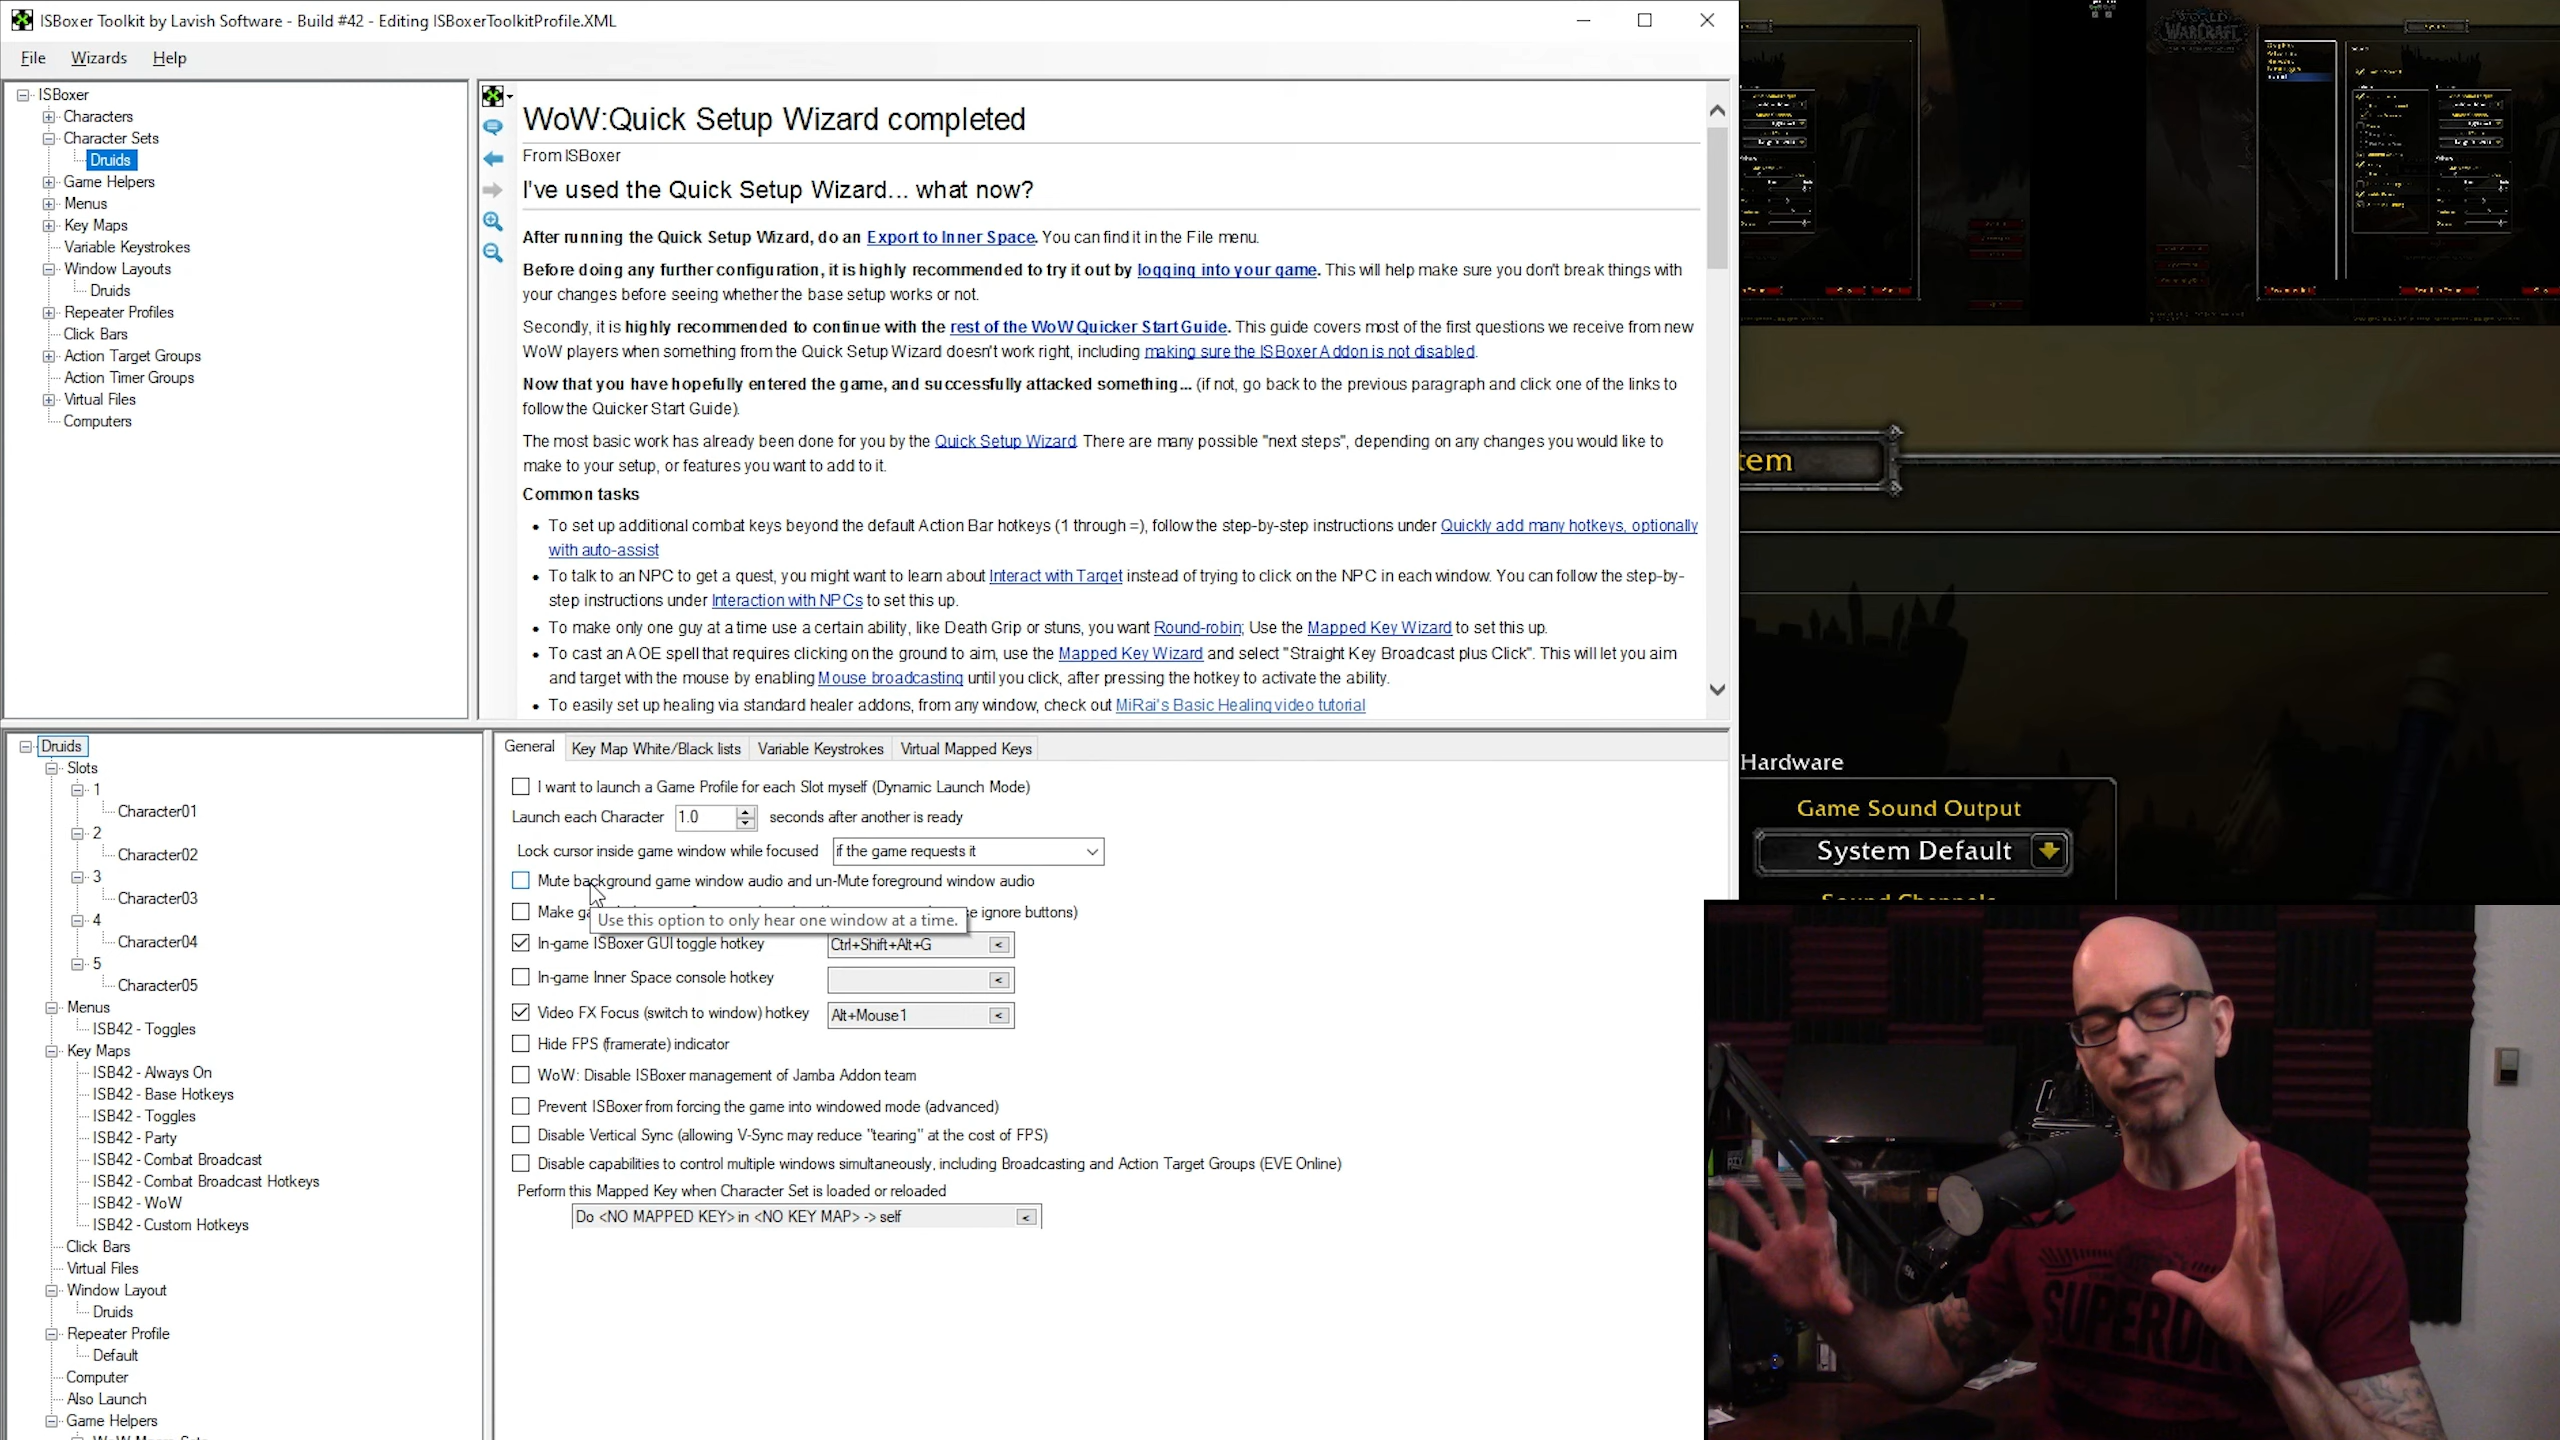 ISBoxer Toolkit by Lavish Software - Build #42 - Editing ISBoxerToolkitProfile.XML
File Wizards Help
ISBoxer
Characters
Character Sets
Druids
Game Helpers
Menus
Key Maps
Variable Keystrokes
Window Layouts
Druids
Repeater Profiles
Click Bars
Action Target Groups
Action Timer Groups
Virtual Files
Computers
WoW:Quick Setup Wizard completed
From ISBoxer
I've used the Quick Setup Wizard... what now?
After running the Quick Setup Wizard, do an Export to Inner Space. You can find it in the File menu.
Before doing any further configuration, it is highly recommended to try it out by logging into your game. This will help make sure you don't break things with
your changes before seeing whether the base setup works or not.
Secondly, it is highly recommended to continue with the rest of the WoW Quicker Start Guide. This guide covers most of the first questions we receive from new
WoW players when something from the Quick Setup Wizard doesn't work right, including making sure the ISBoxer Addon is not disabled.
Now that you have hopefully entered the game, and successfully attacked something... (if not, go back to the previous paragraph and click one of the links to
follow the Quicker Start Guide).
The most basic work has already been done for you by the Quick Setup Wizard. There are many possible "next steps", depending on any changes you would like to
make to your setup, or features you want to add to it.
Common tasks
• To set up additional combat keys beyond the default Action Bar hotkeys (1 through =), follow the step-by-step instructions under Quickly add many hotkeys, optionally
with auto-assist
• To talk to an NPC to get a quest, you might want to learn about Interact with Target instead of trying to click on the NPC in each window. You can follow the step-by-
step instructions under Interaction with NPCs to set this up.
• To make only one guy at a time use a certain ability, like Death Grip or stuns, you want Round-robin; Use the Mapped Key Wizard to set this up.
• To cast an AOE spell that requires clicking on the ground to aim, use the Mapped Key Wizard and select "Straight Key Broadcast plus Click". This will let you aim
and target with the mouse by enabling Mouse broadcasting until you click, after pressing the hotkey to activate the ability.
• To easily set up healing via standard healer addons, from any window, check out MiRai's Basic Healing video tutorial
Druids
Slots
1
Character01
2
Character02
3
Character03
4
Character04
5
Character05
Menus
ISB42 - Toggles
Key Maps
ISB42 - Always On
ISB42 - Base Hotkeys
ISB42 - Toggles
ISB42 - Party
ISB42 - Combat Broadcast
ISB42 - Combat Broadcast Hotkeys
ISB42 - WoW
ISB42 - Custom Hotkeys
Click Bars
Virtual Files
Window Layout
Druids
Repeater Profile
Default
Computer
Also Launch
Game Helpers
General Key Map White/Black lists Variable Keystrokes Virtual Mapped Keys
I want to launch a Game Profile for each Slot myself (Dynamic Launch Mode)
Launch each Character 1.0 seconds after another is ready
Lock cursor inside game window while focused if the game requests it
Mute background game window audio and un-Mute foreground window audio
Make ignore buttons)
Use this option to only hear one window at a time.
In-game ISBoxer GUI toggle hotkey Ctrl+Shift+Alt+G <
In-game Inner Space console hotkey <
Video FX Focus (switch to window) hotkey Alt+Mouse1 <
Hide FPS (framerate) indicator
WoW: Disable ISBoxer management of Jamba Addon team
Prevent ISBoxer from forcing the game into windowed mode (advanced)
Disable Vertical Sync (allowing V-Sync may reduce "tearing" at the cost of FPS)
Disable capabilities to control multiple windows simultaneously, including Broadcasting and Action Target Groups (EVE Online)
Perform this Mapped Key when Character Set is loaded or reloaded
Do <NO MAPPED KEY> in <NO KEY MAP> -> self <
WORLD
WARCRAFT
tem
Hardware
Game Sound Output
System Default
SUPERD